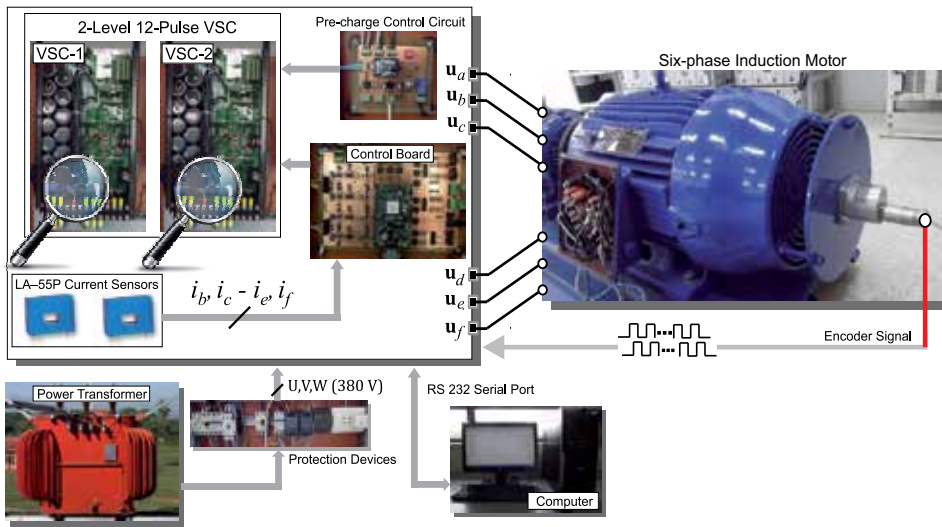 2-Level 12-Pulse VSC
VSC-1
VSC-2
Pre-charge Control Circuit
Control Board
LA–55P Current Sensors
i_b, i_c - i_e, i_f
u_a
u_b
u_c
u_d
u_e
u_f
Six-phase Induction Motor
Encoder Signal
U,V,W (380 V)
RS 232 Serial Port
Power Transformer
Protection Devices
Computer